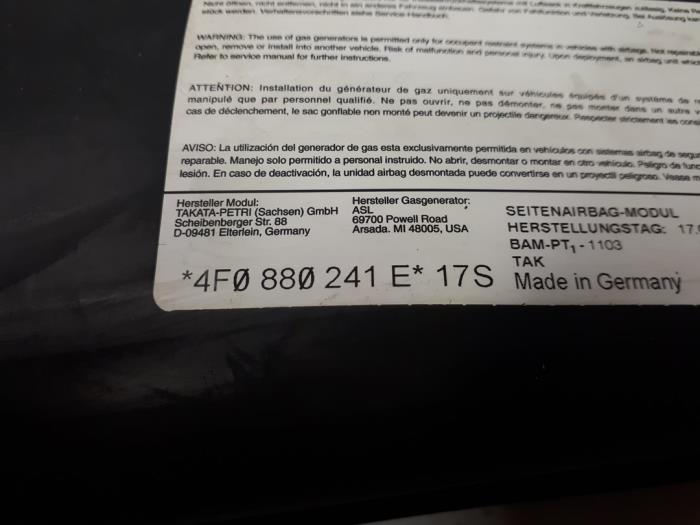 WARNING: The use of gas generators is permitted only for occupant restraint systems in vehicles with airbags. Not
open, remove or install into another vehicle. Risk of malfunction and personal injury. Upon deployment, an airbag unit
Refer to service manual for further instructions.
ATTENTION: Installation du générateur de gaz uniquement sur véhicules équipés d'un système de
manipulé que par personnel qualifié. Ne pas ouvrir, ne pas démonter, ne pas monter dans un autre
cas de déclenchement, le sac gonflable non monté peut devenir un projectile dangereux. Respecter strictement les
AVISO: La utilización del generador de gas esta exclusivamente permitida en vehículos con sistemas airbag de
reparable. Manejo solo permitido a personal instruido. No abrir, desmontar o montar en otro vehículo. Peligro de
lesión. En caso de deactivación, la unidad airbag desmontada puede convertirse en un proyectil peligroso.
Hersteller Modul:
TAKATA-PETRI (Sachsen) GmbH
Scheibenberger Str. 88
D-09481 Elterlein, Germany
Hersteller Gasgenerator:
ASL
69700 Powell Road
Arsada. MI 48005, USA
SEITENAIRBAG-MODUL
HERSTELLUNGSTAG: 17.
BAM-PT₁-1103
TAK
Made in Germany
*4F0 880 241 E* 17S